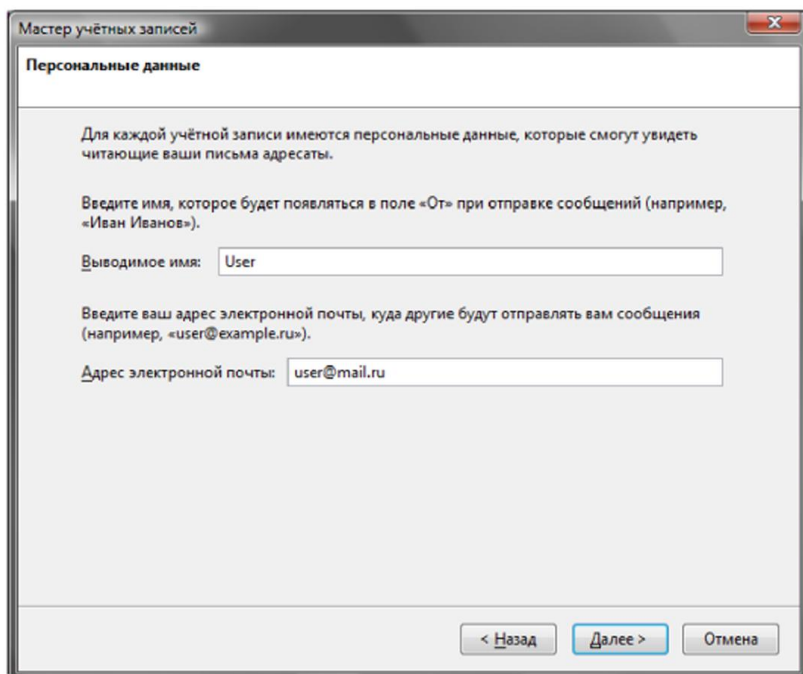 Мастер учётных записей
Персональные данные
Для каждой учётной записи имеются персональные данные, которые смогут увидеть
читающие ваши письма адресаты.
Введите имя, которое будет появляться в поле «От» при отправке сообщений (например,
«Иван Иванов»).
Выводимое имя: User
Введите ваш адрес электронной почты, куда другие будут отправлять вам сообщения
(например, «user@example.ru»).
Адрес электронной почты: user@mail.ru
< Назад Далее > Отмена